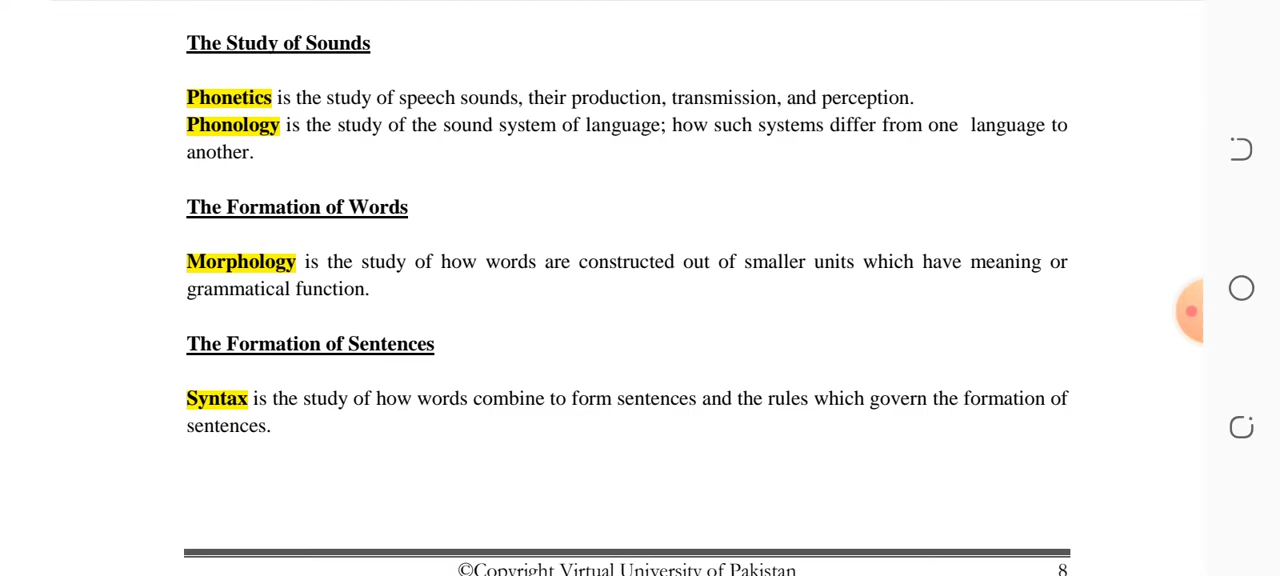 The Study of Sounds
Phonetics is the study of speech sounds, their production, transmission, and perception.
Phonology is the study of the sound system of language; how such systems differ from one language to
another.
The Formation of Words
Morphology is the study of how words are constructed out of smaller units which have meaning or
grammatical function.
The Formation of Sentences
Syntax is the study of how words combine to form sentences and the rules which govern the formation of
sentences.
©Copyright Virtual University of Pakistan 8